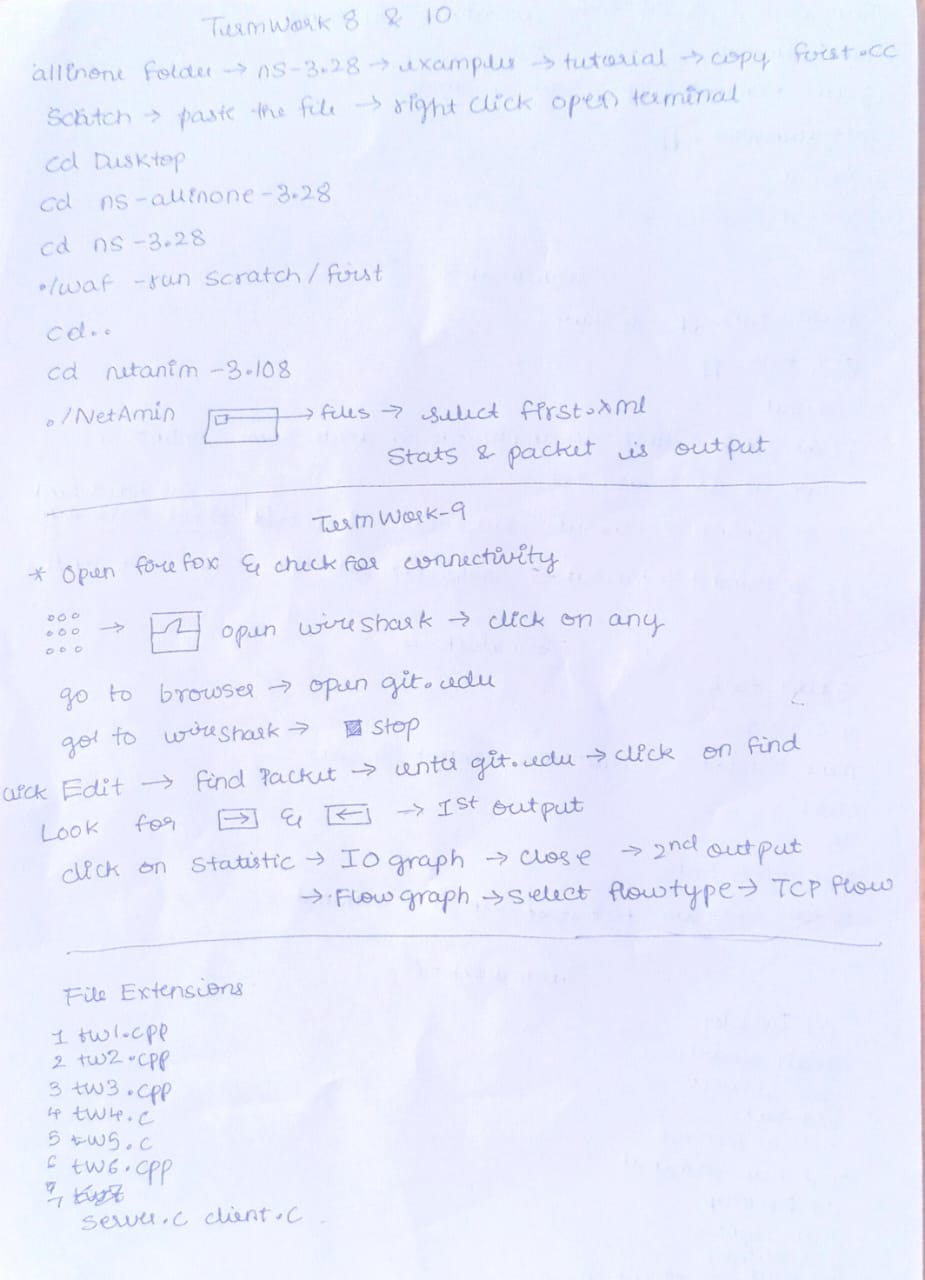 TermWork 8 & 10
allinone folder → ns-3.28 → examples → tutorial → copy first.cc
Scratch → paste the file → right click open terminal
cd Desktop
cd ns-allinone-3.28
cd ns-3.28
./waf -run scratch/first
cd..
cd netanim-3.108
./NetAmin → files → select first.xml
Stats & packet is output
Term Work-9
* Open firefox & check for connectivity
→ open wireshark → click on any
go to browser → open git.edu
got to wireshark → stop
click Edit → find Packet → enter git.edu → click on find
Look for → & ← → 1st output
click on Statistic → IO graph → close → 2nd output
→ Flow graph → select flowtype → TCP flow
File Extensions
1 tw1.cpp
2 tw2.cpp
3 tw3.cpp
4 tw4.c
5 tw5.c
6 tw6.cpp
7
server.c client.c